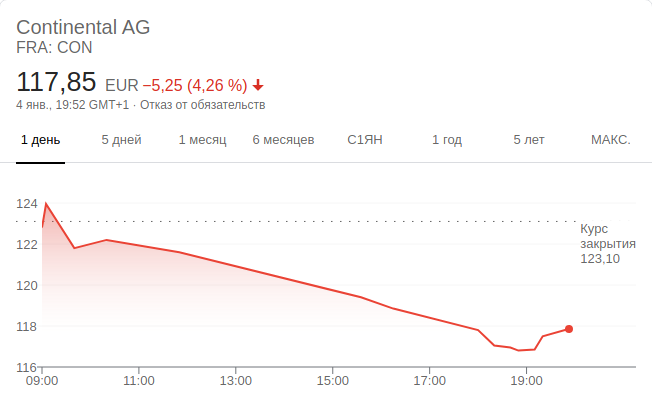 Continental AG
FRA: CON
117,85 EUR −5,25 (4,26 %)
4 янв., 19:52 GMT+1 · Отказ от обязательств
1 день 5 дней 1 месяц 6 месяцев С1ЯН 1 год 5 лет МАКС.
124
Курс
закрытия
123,10
122
120
118
116
09:00 11:00 13:00 15:00 17:00 19:00